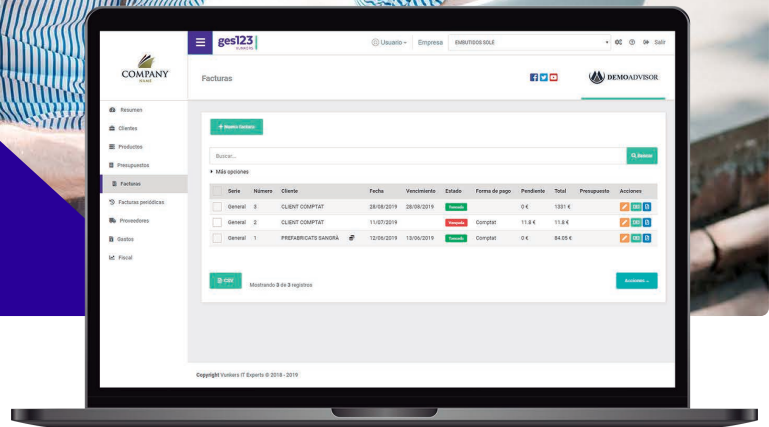 ges123
VUNKERS
Usuario
Empresa
EMBUTIDOS SOLE
Salir
COMPANY
NAME
Facturas
DEMOADVISOR
Resumen
Clientes
Productos
Presupuestos
Facturas
Facturas periódicas
Proveedores
Gastos
Fiscal
Buscar...
Buscar
Más opciones
Serie Número Cliente Fecha Vencimiento Estado Forma de pago Pendiente Total Presupuesto Acciones
General 3 CLIENT COMPTAT 28/08/2019 28/08/2019 0 € 1331 €
General 2 CLIENT COMPTAT 11/07/2019 Comptat 11.8 € 11.8 €
General 1 PREFABRICATS SANGRÀ 12/06/2019 13/06/2019 Comptat 0 € 84.05 €
CSV
Mostrando 3 de 3 registros
Acciones
Copyright Vunkers IT Experts © 2018 - 2019